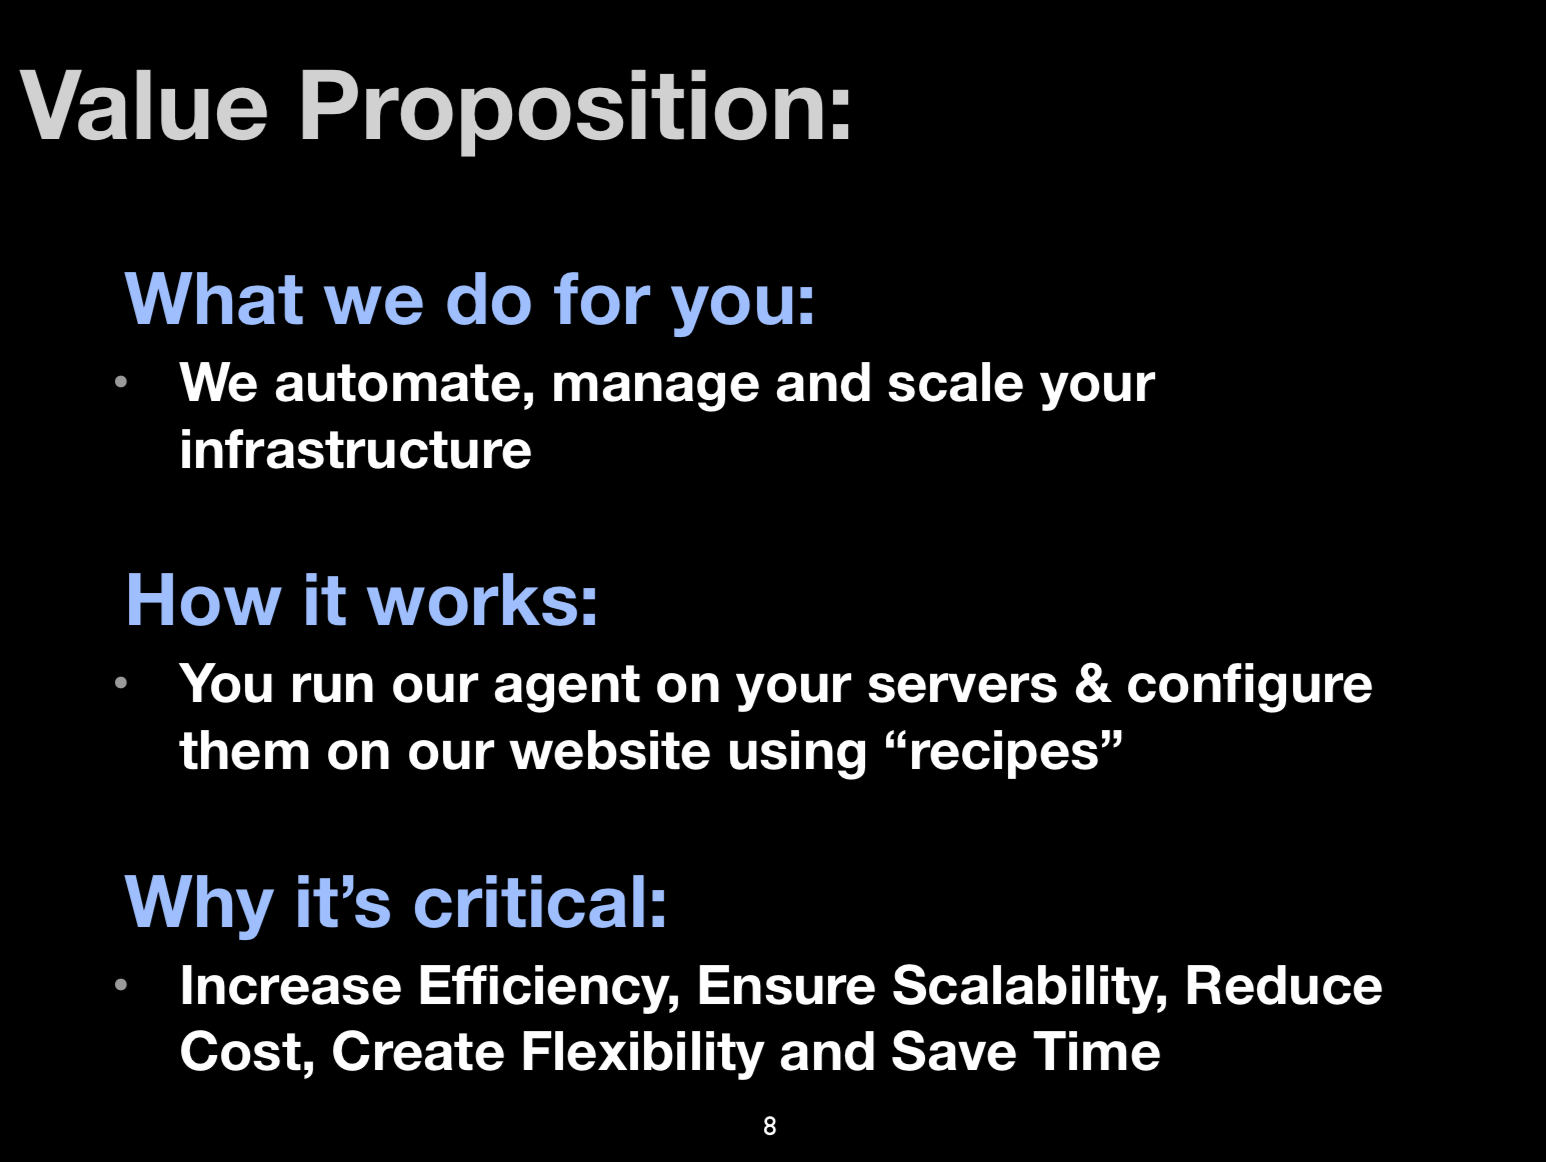 Value Proposition:
What we do for you:
• We automate, manage and scale your
infrastructure
How it works:
• You run our agent on your servers & configure
them on our website using “recipes”
Why it’s critical:
• Increase Efficiency, Ensure Scalability, Reduce
Cost, Create Flexibility and Save Time
8